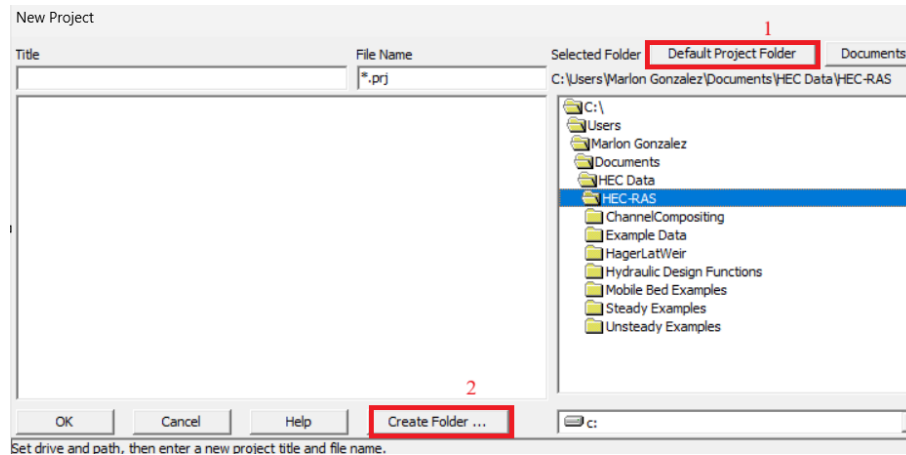 New Project
1
Title File Name Selected Folder Default Project Folder Documents
*.prj C:\Users\Marlon Gonzalez\Documents\HEC Data\HEC-RAS
C:\
Users
Marlon Gonzalez
Documents
HEC Data
HEC-RAS
ChannelCompositing
Example Data
HagerLatWeir
Hydraulic Design Functions
Mobile Bed Examples
Steady Examples
Unsteady Examples
2
OK Cancel Help Create Folder ... c:
Set drive and path, then enter a new project title and file name.